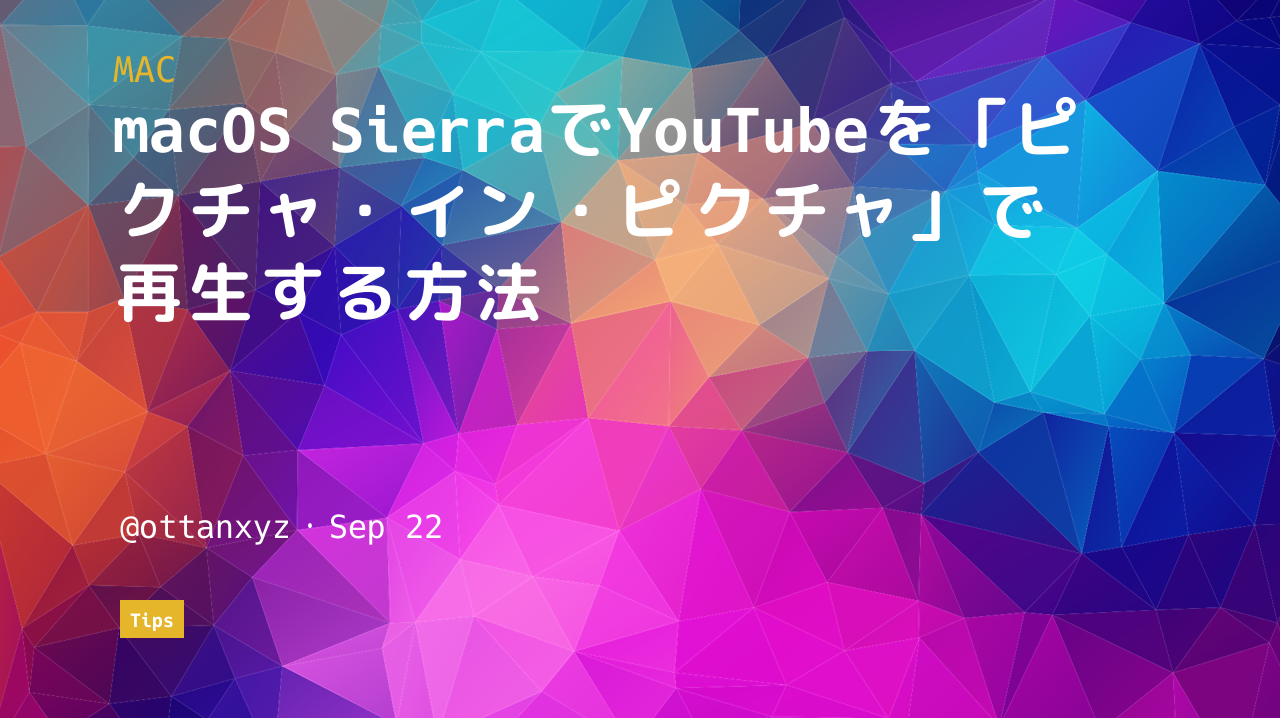 MAC
macOS SierraでYouTubeを「ピ
クチャ・イン・ピクチャ」で
再生する方法
@ottanxyz・Sep 22
Tips